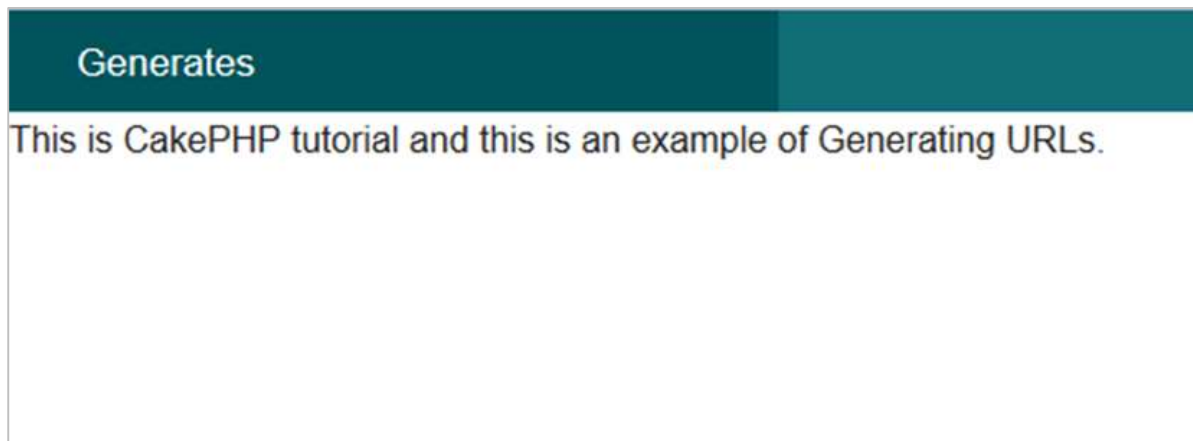 Generates
This is CakePHP tutorial and this is an example of Generating URLs.